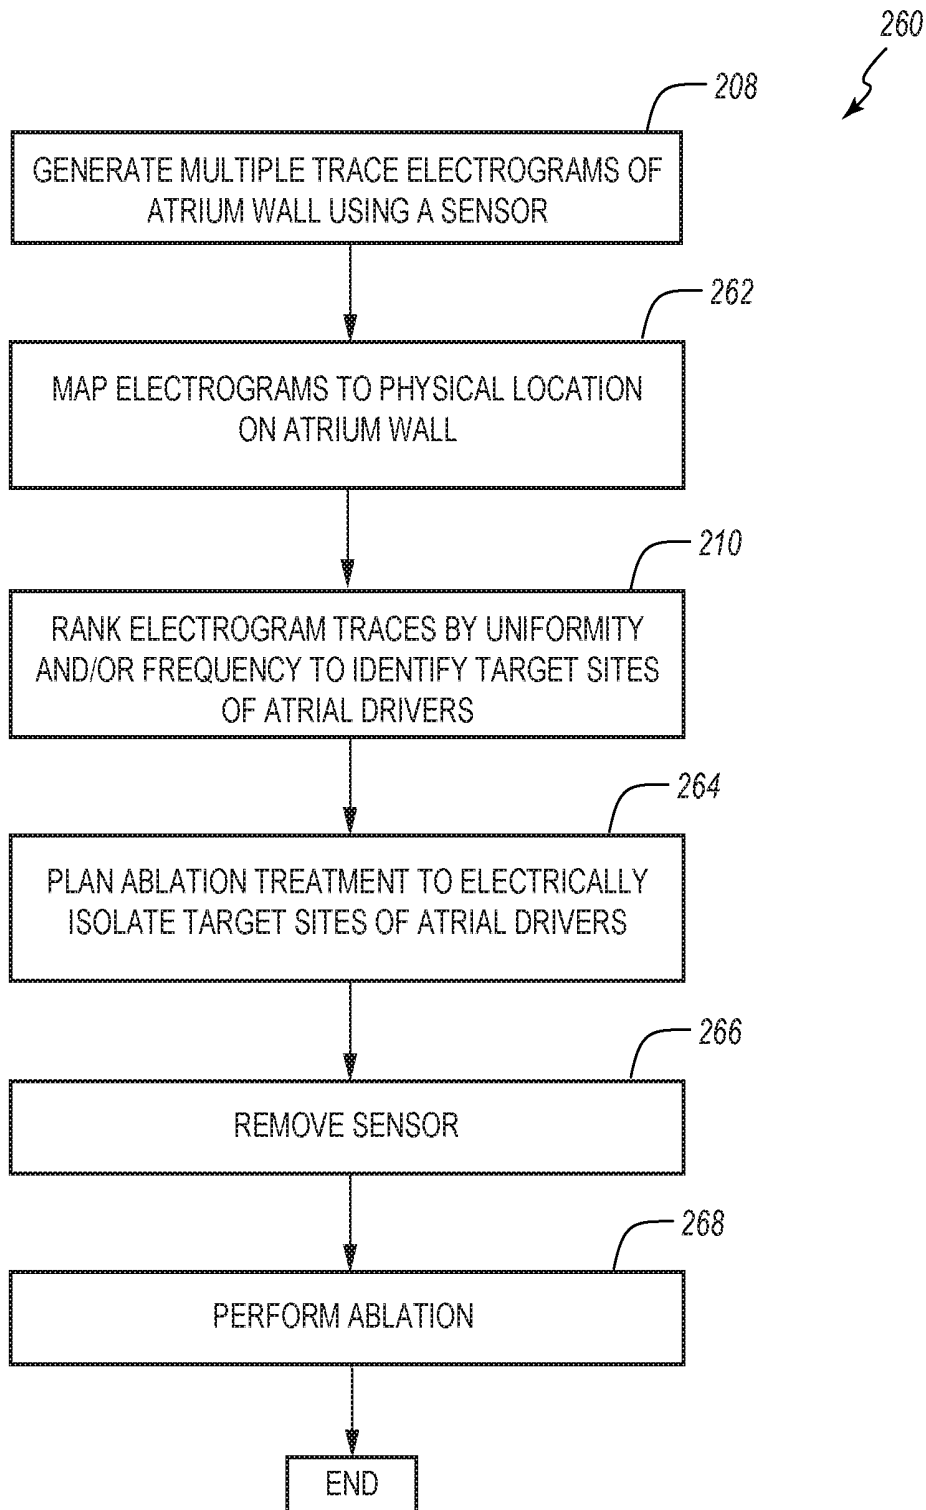 260
208
GENERATE MULTIPLE TRACE ELECTROGRAMS OF
ATRIUM WALL USING A SENSOR
262
MAP ELECTROGRAMS TO PHYSICAL LOCATION
ON ATRIUM WALL
210
RANK ELECTROGRAM TRACES BY UNIFORMITY
AND/OR FREQUENCY TO IDENTIFY TARGET SITES
OF ATRIAL DRIVERS
264
PLAN ABLATION TREATMENT TO ELECTRICALLY
ISOLATE TARGET SITES OF ATRIAL DRIVERS
266
REMOVE SENSOR
268
PERFORM ABLATION
END